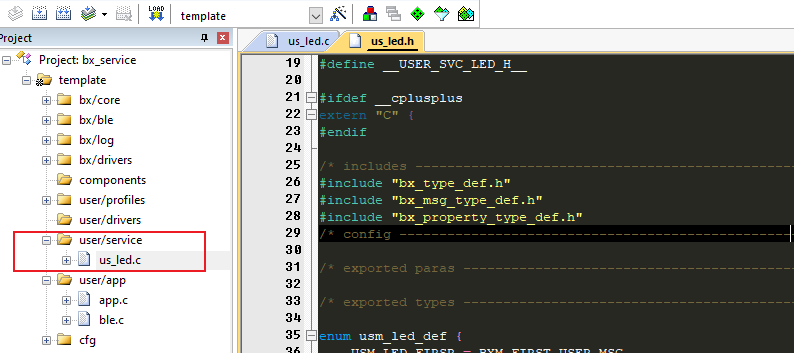 LOAD
template
Project
Project: bx_service
template
bx/core
bx/ble
bx/log
bx/drivers
components
user/profiles
user/drivers
user/service
us_led.c
user/app
app.c
ble.c
cfg
us_led.c
us_led.h
19 #define __USER_SVC_LED_H__
20
21 #ifdef __cplusplus
22 extern "C" {
23 #endif
24
25 /* includes ----------------------------------------
26 #include "bx_type_def.h"
27 #include "bx_msg_type_def.h"
28 #include "bx_property_type_def.h"
29 /* config ------------------------------------------
30
31 /* exported paras ----------------------------------
32
33 /* exported types ----------------------------------
34
35 enum usm_led_def {
36 USM_LED_FIRSR = BXM_FIRST_USER_MSG